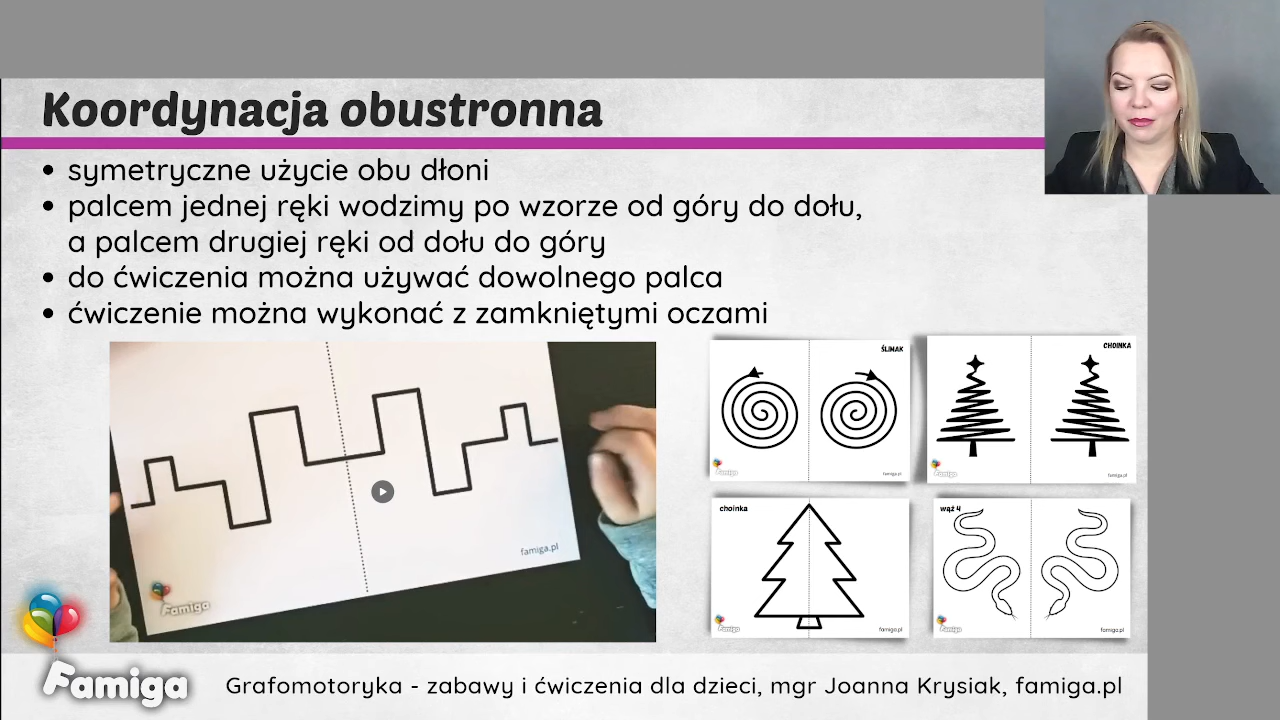 Koordynacja obustronna
• symetryczne użycie obu dłoni
• palcem jednej ręki wodzimy po wzorze od góry do dołu,
a palcem drugiej ręki od dołu do góry
• do ćwiczenia można używać dowolnego palca
• ćwiczenie można wykonać z zamkniętymi oczami
famiga.pl
Famiga
ŚLIMAK
Famiga
famiga.pl
CHOINKA
Famiga
famiga.pl
choinka
Famiga
famiga.pl
wąż 4
Famiga
famiga.pl
Famiga
Grafomotoryka - zabawy i ćwiczenia dla dzieci, mgr Joanna Krysiak, famiga.pl